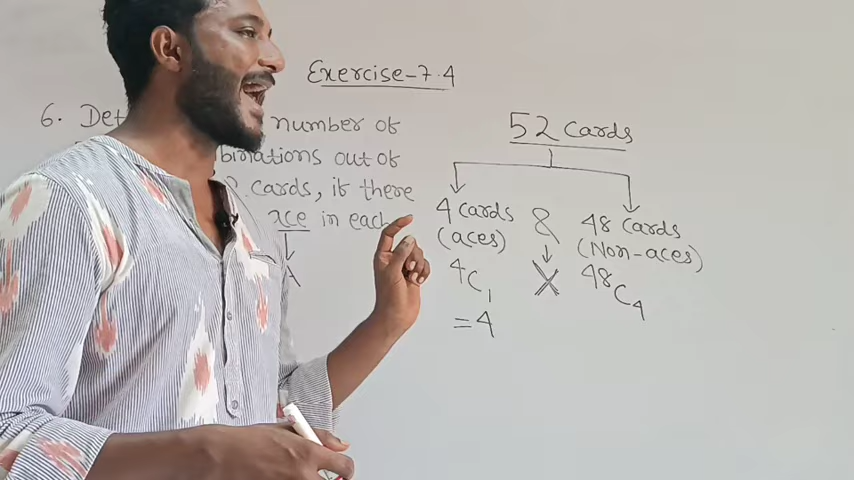 Exercise-7.4
6. Det number of
binations out of
cards, if there
ace in each
A
52 Cards
4 Cards & 48 Cards
(aces) (Non-aces)
4C1 X 48C4
=4